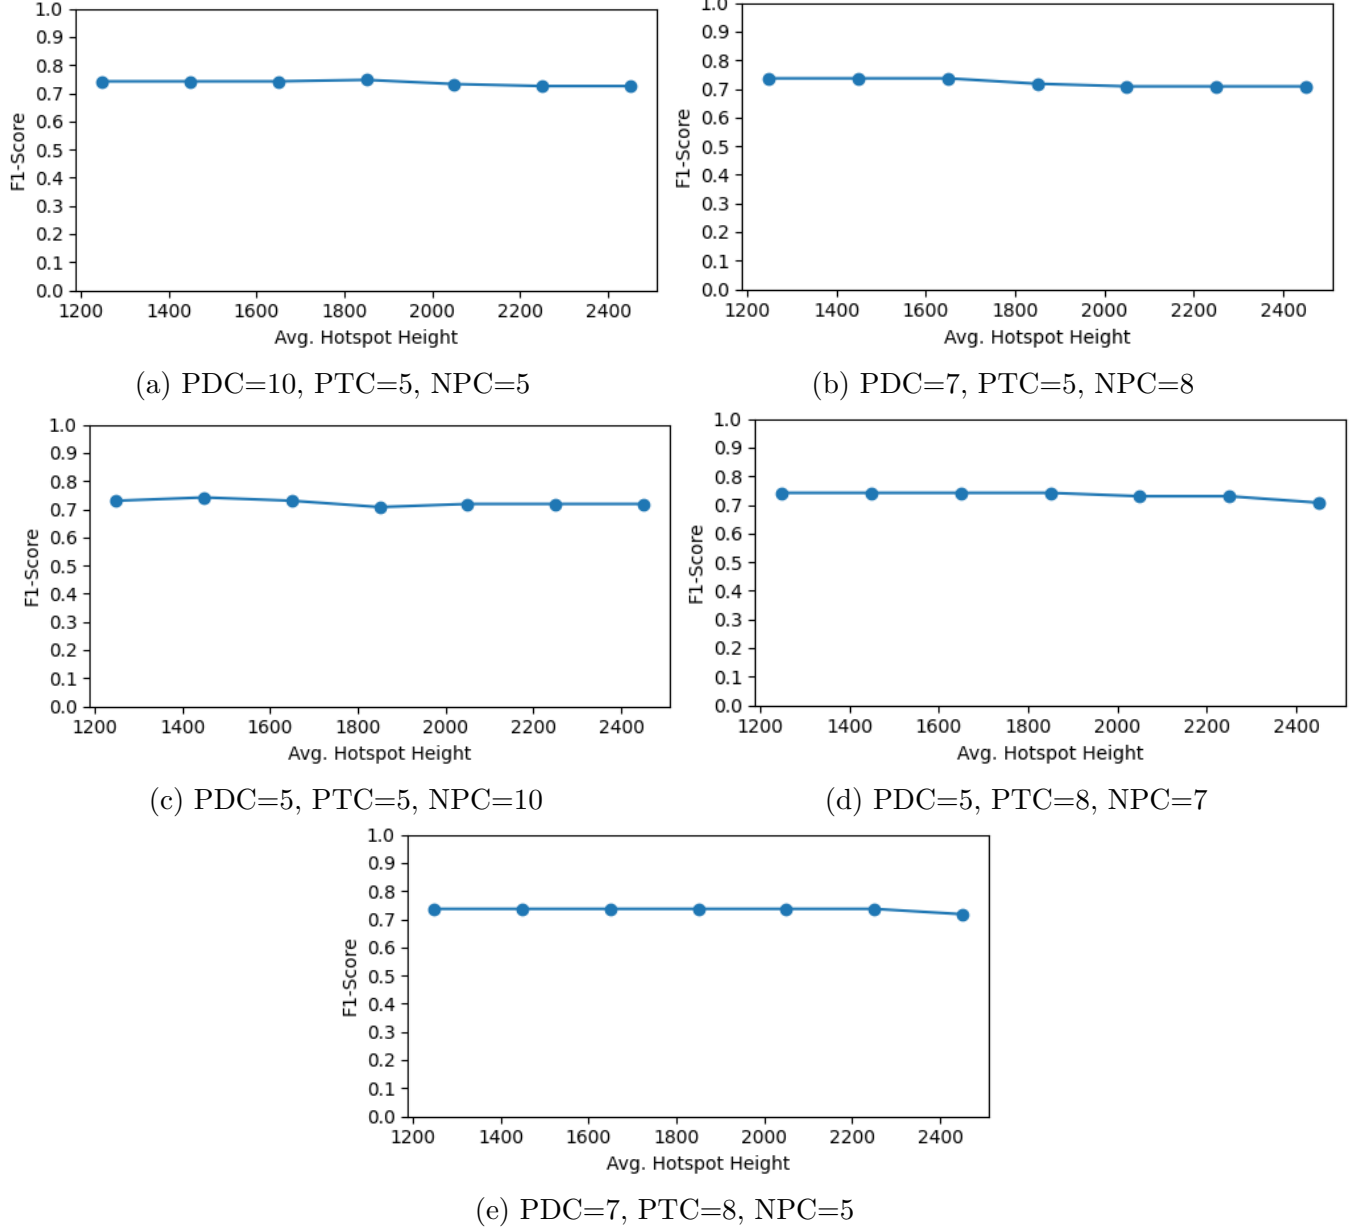 1.0
0.9
0.8
0.7
0.6
0.5
0.4
0.3
0.2
0.1
0.0
F1-Score
1200 1400 1600 1800 2000 2200 2400
Avg. Hotspot Height
(a) PDC=10, PTC=5, NPC=5
1.0
0.9
0.8
0.7
0.6
0.5
0.4
0.3
0.2
0.1
0.0
F1-Score
1200 1400 1600 1800 2000 2200 2400
Avg. Hotspot Height
(b) PDC=7, PTC=5, NPC=8
1.0
0.9
0.8
0.7
0.6
0.5
0.4
0.3
0.2
0.1
0.0
F1-Score
1200 1400 1600 1800 2000 2200 2400
Avg. Hotspot Height
(c) PDC=5, PTC=5, NPC=10
1.0
0.9
0.8
0.7
0.6
0.5
0.4
0.3
0.2
0.1
0.0
F1-Score
1200 1400 1600 1800 2000 2200 2400
Avg. Hotspot Height
(d) PDC=5, PTC=8, NPC=7
1.0
0.9
0.8
0.7
0.6
0.5
0.4
0.3
0.2
0.1
0.0
F1-Score
1200 1400 1600 1800 2000 2200 2400
Avg. Hotspot Height
(e) PDC=7, PTC=8, NPC=5